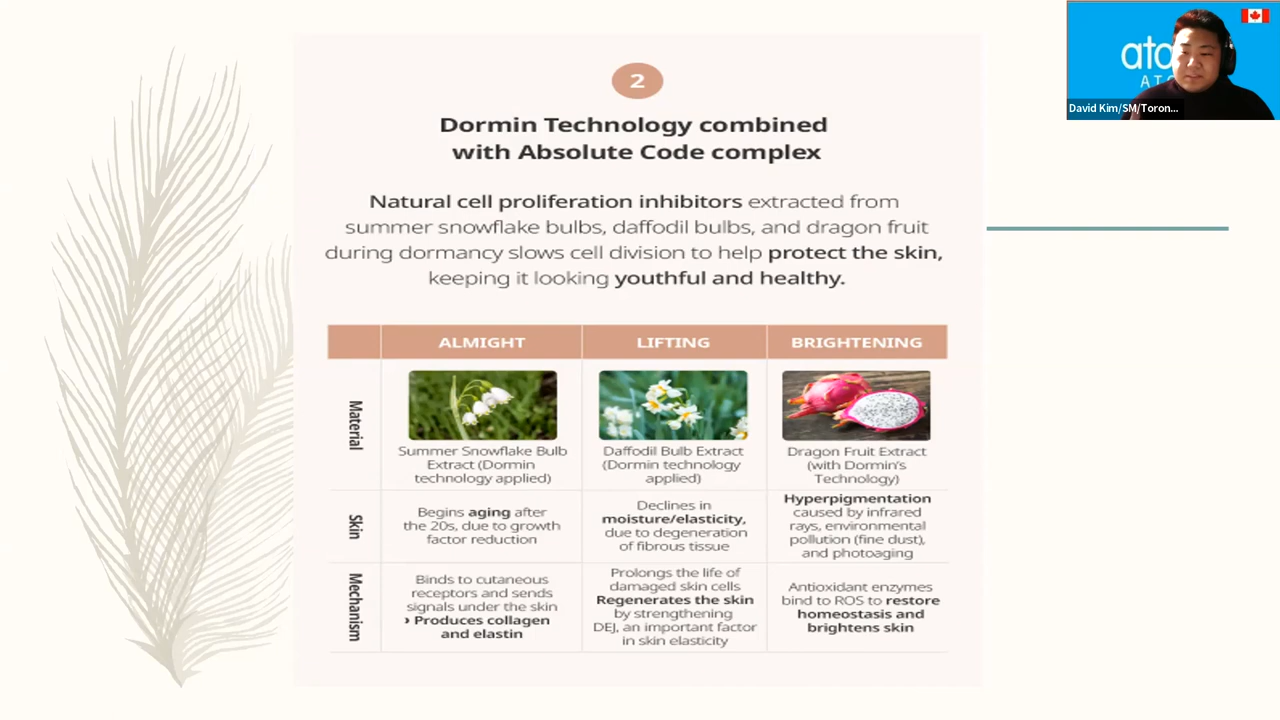 2
Dormin Technology combined
with Absolute Code complex
Natural cell proliferation inhibitors extracted from
summer snowflake bulbs, daffodil bulbs, and dragon fruit
during dormancy slows cell division to help protect the skin,
keeping it looking youthful and healthy.
ALMIGHT
LIFTING
BRIGHTENING
Material
Summer Snowflake Bulb
Extract (Dormin
technology applied)
Daffodil Bulb Extract
(Dormin technology
applied)
Dragon Fruit Extract
(with Dormin's
Technology)
Skin
Begins aging after
the 20s, due to growth
factor reduction
Declines in
moisture/elasticity,
due to degeneration
of fibrous tissue
Hyperpigmentation
caused by infrared
rays, environmental
pollution (fine dust),
and photoaging
Mechanism
Binds to cutaneous
receptors and sends
signals under the skin
› Produces collagen
and elastin
Prolongs the life of
damaged skin cells
Regenerates the skin
by strengthening
DEJ, an important factor
in skin elasticity
Antioxidant enzymes
bind to ROS to restore
homeostasis and
brightens skin
David Kim/SM/Toron...